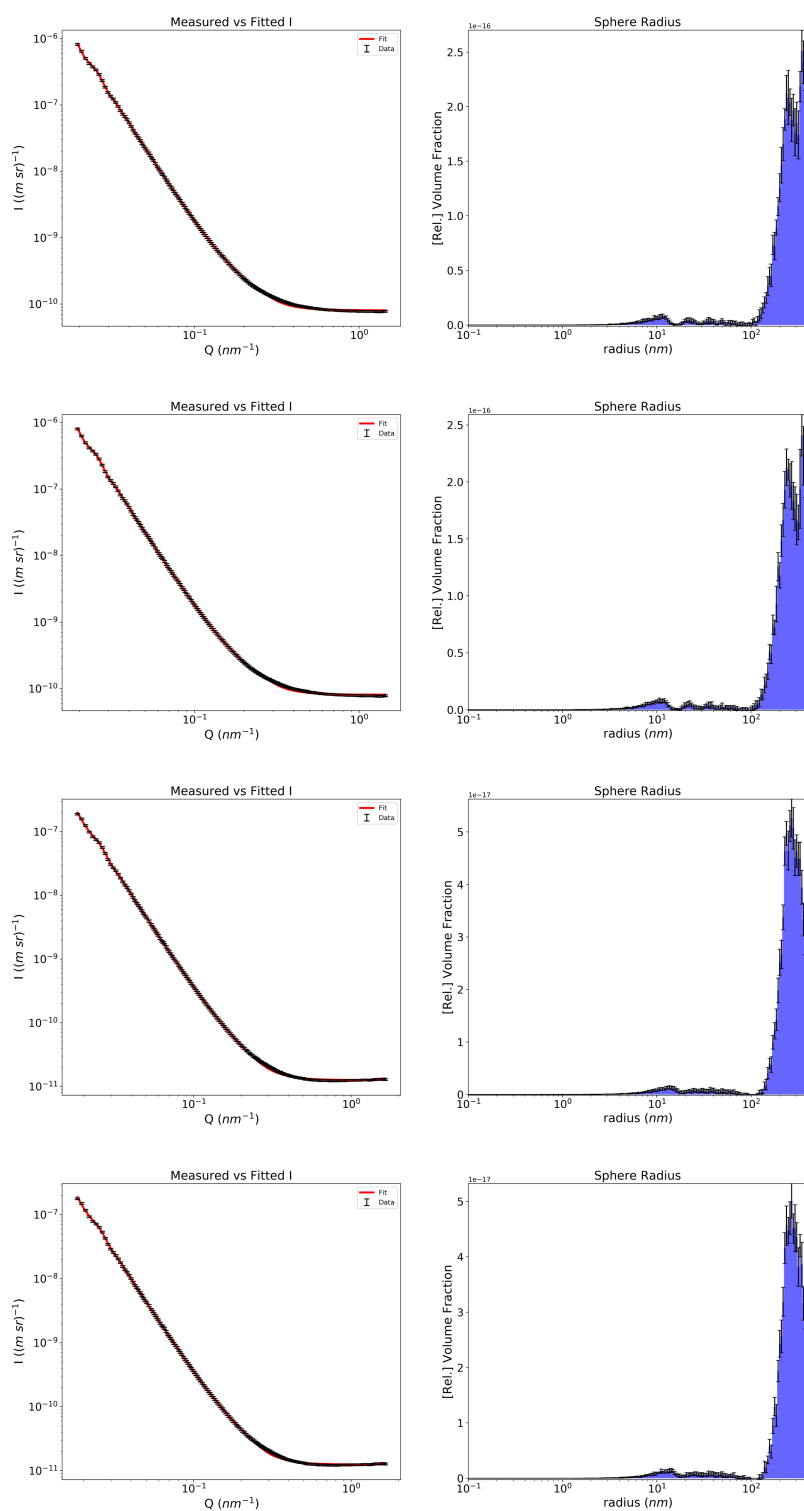 Measured vs Fitted I
Fit
Data
I ((m sr)⁻¹)
10⁻⁶
10⁻⁷
10⁻⁸
10⁻⁹
10⁻¹⁰
10⁻¹
10⁰
Q (nm⁻¹)
Sphere Radius
1e−16
[Rel.] Volume Fraction
2.5
2.0
1.5
1.0
0.5
0.0
10⁻¹
10⁰
10¹
10²
radius (nm)
Measured vs Fitted I
Fit
Data
I ((m sr)⁻¹)
10⁻⁶
10⁻⁷
10⁻⁸
10⁻⁹
10⁻¹⁰
10⁻¹
10⁰
Q (nm⁻¹)
Sphere Radius
1e−16
[Rel.] Volume Fraction
2.5
2.0
1.5
1.0
0.5
0.0
10⁻¹
10⁰
10¹
10²
radius (nm)
Measured vs Fitted I
Fit
Data
I ((m sr)⁻¹)
10⁻⁷
10⁻⁸
10⁻⁹
10⁻¹⁰
10⁻¹¹
10⁻¹
10⁰
Q (nm⁻¹)
Sphere Radius
1e−17
[Rel.] Volume Fraction
5
4
3
2
1
0
10⁻¹
10⁰
10¹
10²
radius (nm)
Measured vs Fitted I
Fit
Data
I ((m sr)⁻¹)
10⁻⁷
10⁻⁸
10⁻⁹
10⁻¹⁰
10⁻¹¹
10⁻¹
10⁰
Q (nm⁻¹)
Sphere Radius
1e−17
[Rel.] Volume Fraction
5
4
3
2
1
0
10⁻¹
10⁰
10¹
10²
radius (nm)